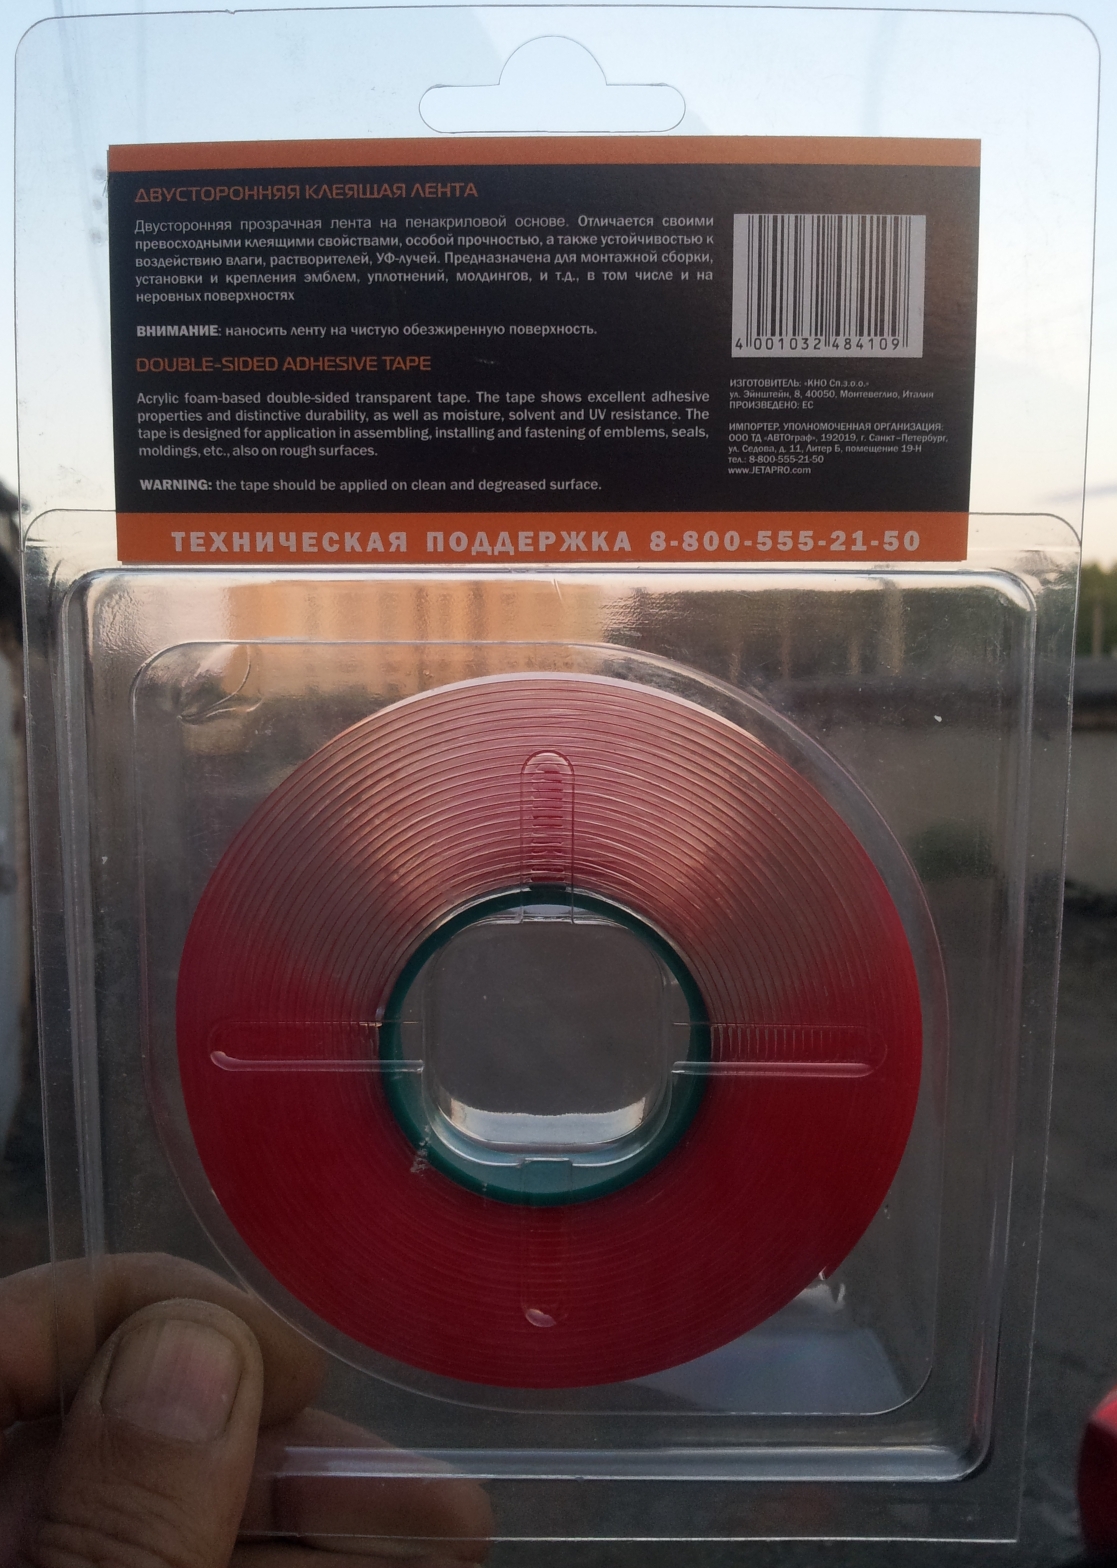 ДВУСТОРОННЯЯ КЛЕЯЩАЯ ЛЕНТА
Двусторонняя прозрачная лента на пенакриловой основе. Отличается своими
превосходными клеящими свойствами, особой прочностью, а также устойчивостью к
воздействию влаги, растворителей, УФ-лучей. Предназначена для монтажной сборки,
установки и крепления эмблем, уплотнений, молдингов, и т.д., в том числе и на
неровных поверхностях
ВНИМАНИЕ: наносить ленту на чистую обезжиренную поверхность.
DOUBLE-SIDED ADHESIVE TAPE
Acrylic foam-based double-sided transparent tape. The tape shows excellent adhesive
properties and distinctive durability, as well as moisture, solvent and UV resistance. The
tape is designed for application in assembling, installing and fastening of emblems, seals,
moldings, etc., also on rough surfaces.
WARNING: the tape should be applied on clean and degreased surface.
4 001032 484109
ИЗГОТОВИТЕЛЬ:
8, 40050, Италия
ПРОИЗВЕДЕНО: ЕС
ИМПОРТЕР, УПОЛНОМОЧЕННАЯ ОРГАНИЗАЦИЯ:
ООО ТД «АВТОграф», 192019, г. Санкт-Петербург,
ул. Седова, д. 11, Литер Б, помещение 19-Н
тел. 8-800-555-21-50
www.JETAPRO.com
ТЕХНИЧЕСКАЯ ПОДДЕРЖКА 8-800-555-21-50